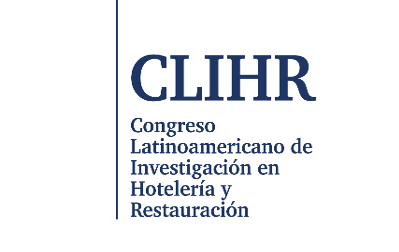 CLIHR
Congreso
Latinoamericano de
Investigación en
Hotelería y
Restauración